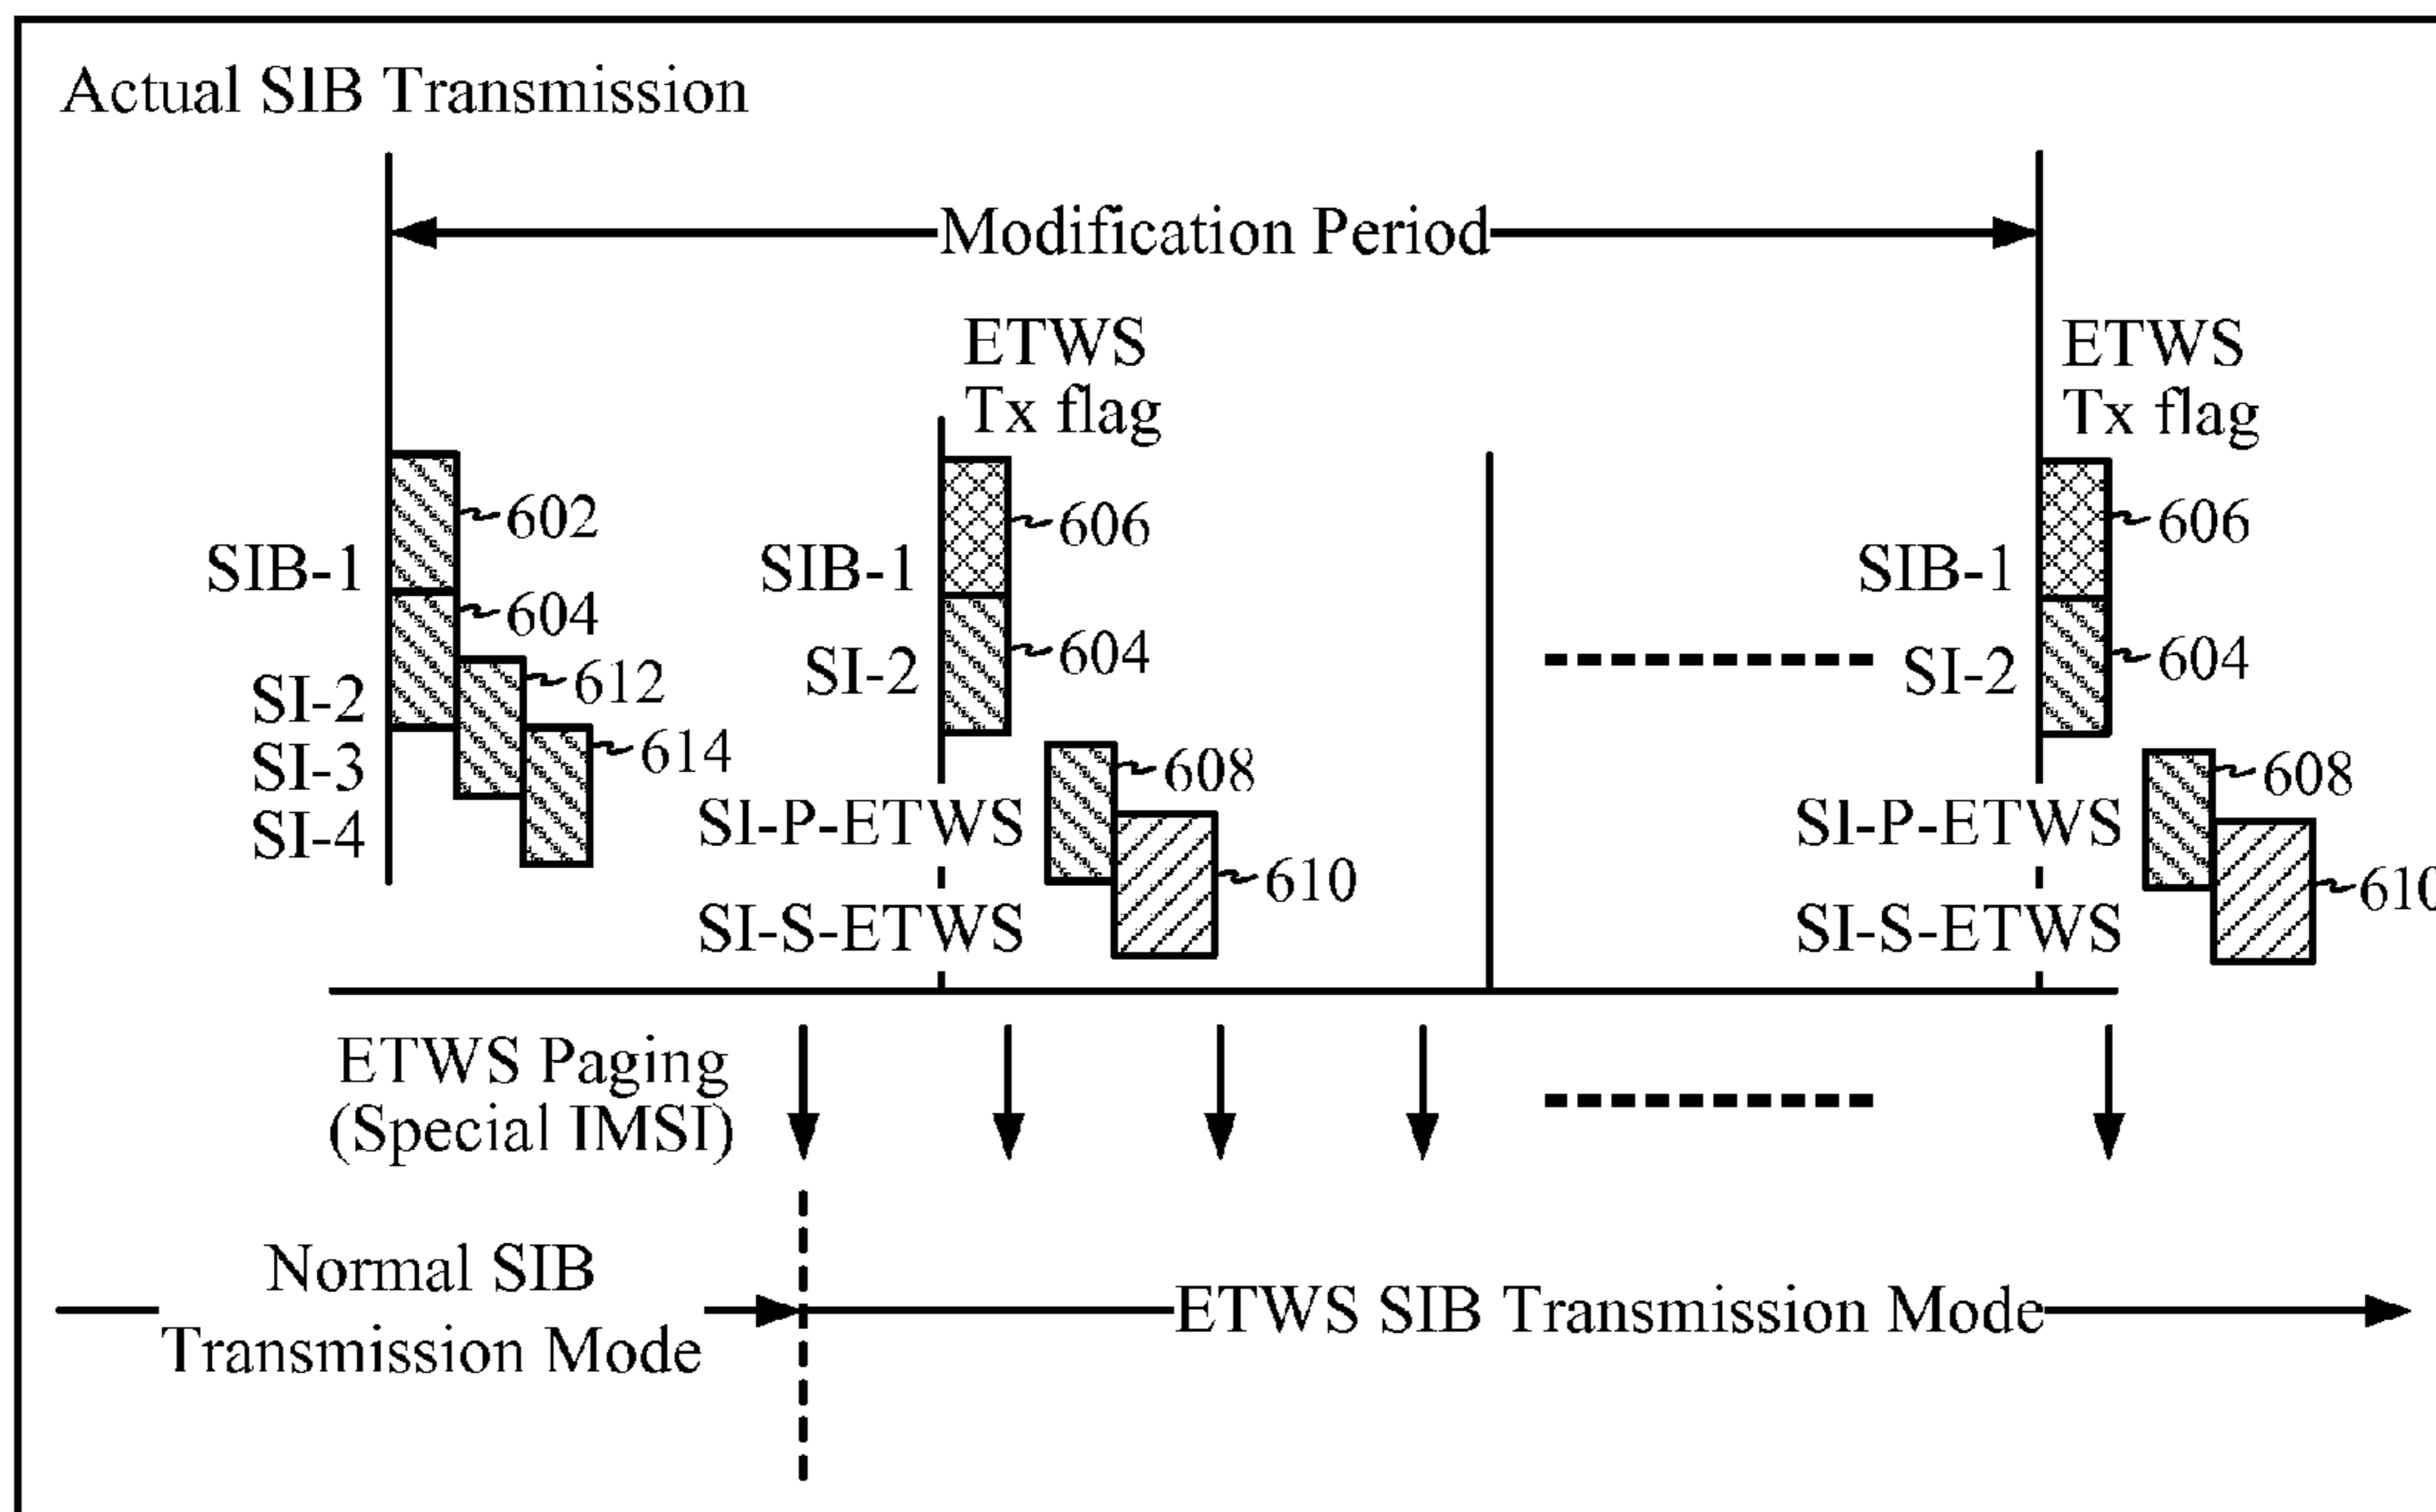 Actual SIB Transmission
Modification Period
ETWS
Tx flag
ETWS
Tx flag
602
606
606
SIB-1
SIB-1
SIB-1
604
604
604
SI-2
SI-2
SI-2
612
SI-3
614
SI-4
608
608
SI-P-ETWS
SI-P-ETWS
610
610
SI-S-ETWS
SI-S-ETWS
ETWS Paging
(Special IMSI)
Normal SIB
Transmission Mode
ETWS SIB Transmission Mode